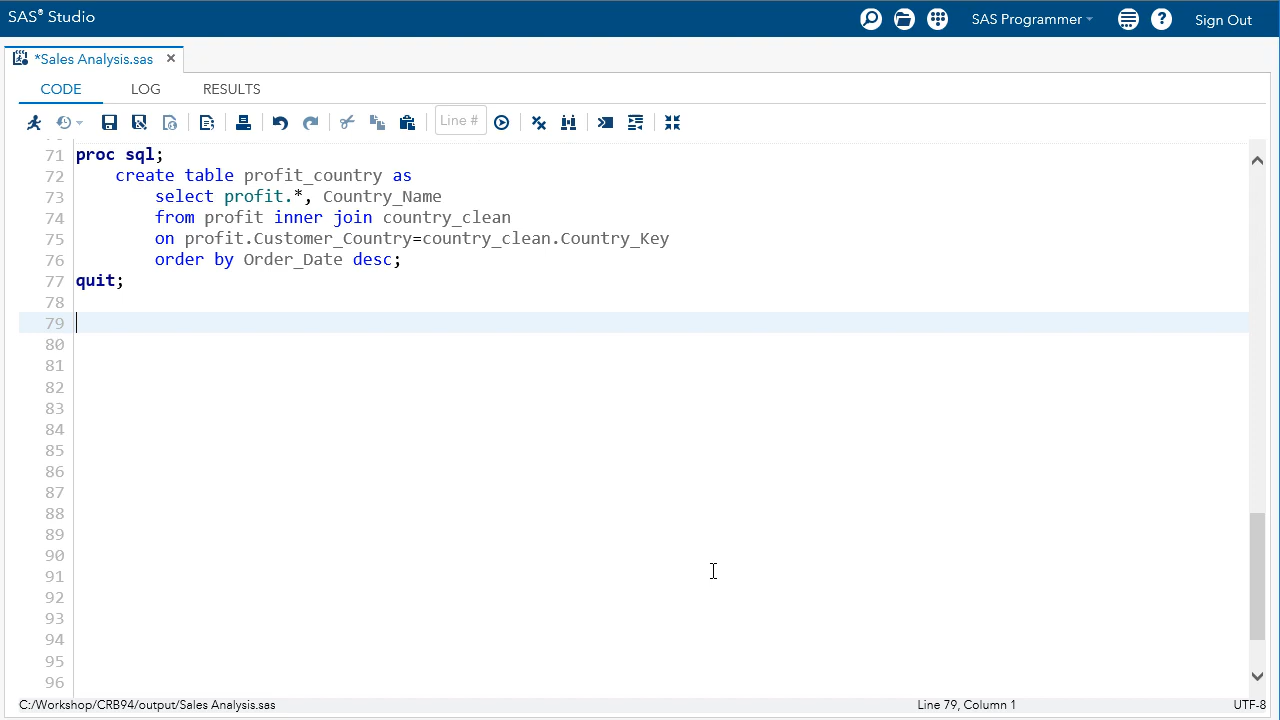 SAS® Studio
SAS Programmer
Sign Out
*Sales Analysis.sas
CODE LOG RESULTS
Line #
71 proc sql;
72 create table profit_country as
73 select profit.*, Country_Name
74 from profit inner join country_clean
75 on profit.Customer_Country=country_clean.Country_Key
76 order by Order_Date desc;
77 quit;
78
79
80
81
82
83
84
85
86
87
88
89
90
91
92
93
94
95
96
C:/Workshop/CRB94/output/Sales Analysis.sas
Line 79, Column 1
UTF-8